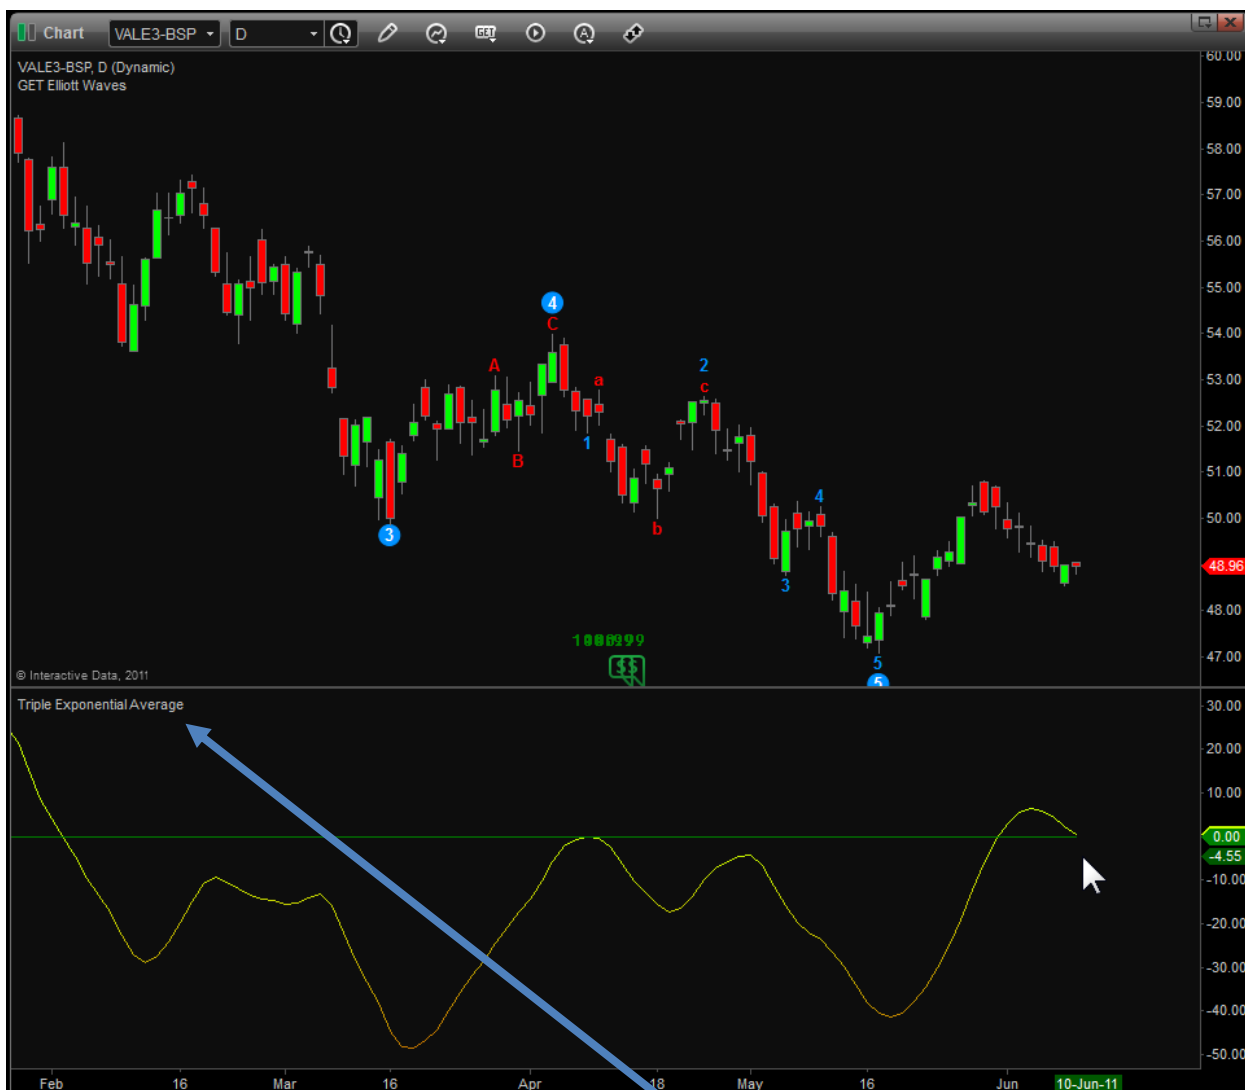 Chart VALE3-BSP D GET A
VALE3-BSP, D (Dynamic)
GET Elliott Waves
60.00
59.00
58.00
57.00
56.00
55.00
54.00
53.00
52.00
51.00
50.00
48.96
48.00
47.00
4
C
A
a
2
c
1
B
b
3
4
3
5
5
$$
© Interactive Data, 2011
Triple Exponential Average
30.00
20.00
10.00
0.00
-4.55
-10.00
-20.00
-30.00
-40.00
-50.00
Feb 16 Mar 16 Apr 18 May 16 Jun 10-Jun-11